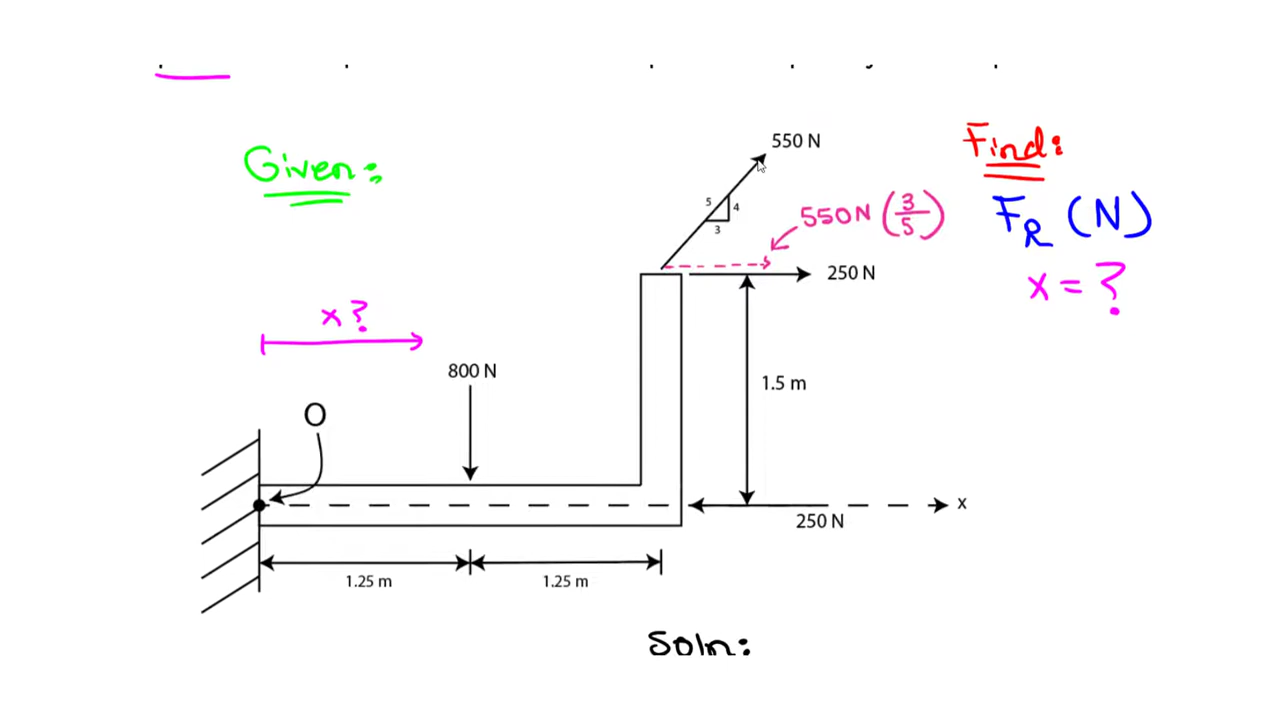 Given:
550 N
Find:
5
4
3
550N (3/5)
FR (N)
250 N
x = ?
x?
800 N
1.5 m
O
x
250 N
1.25 m
1.25 m
Soln: